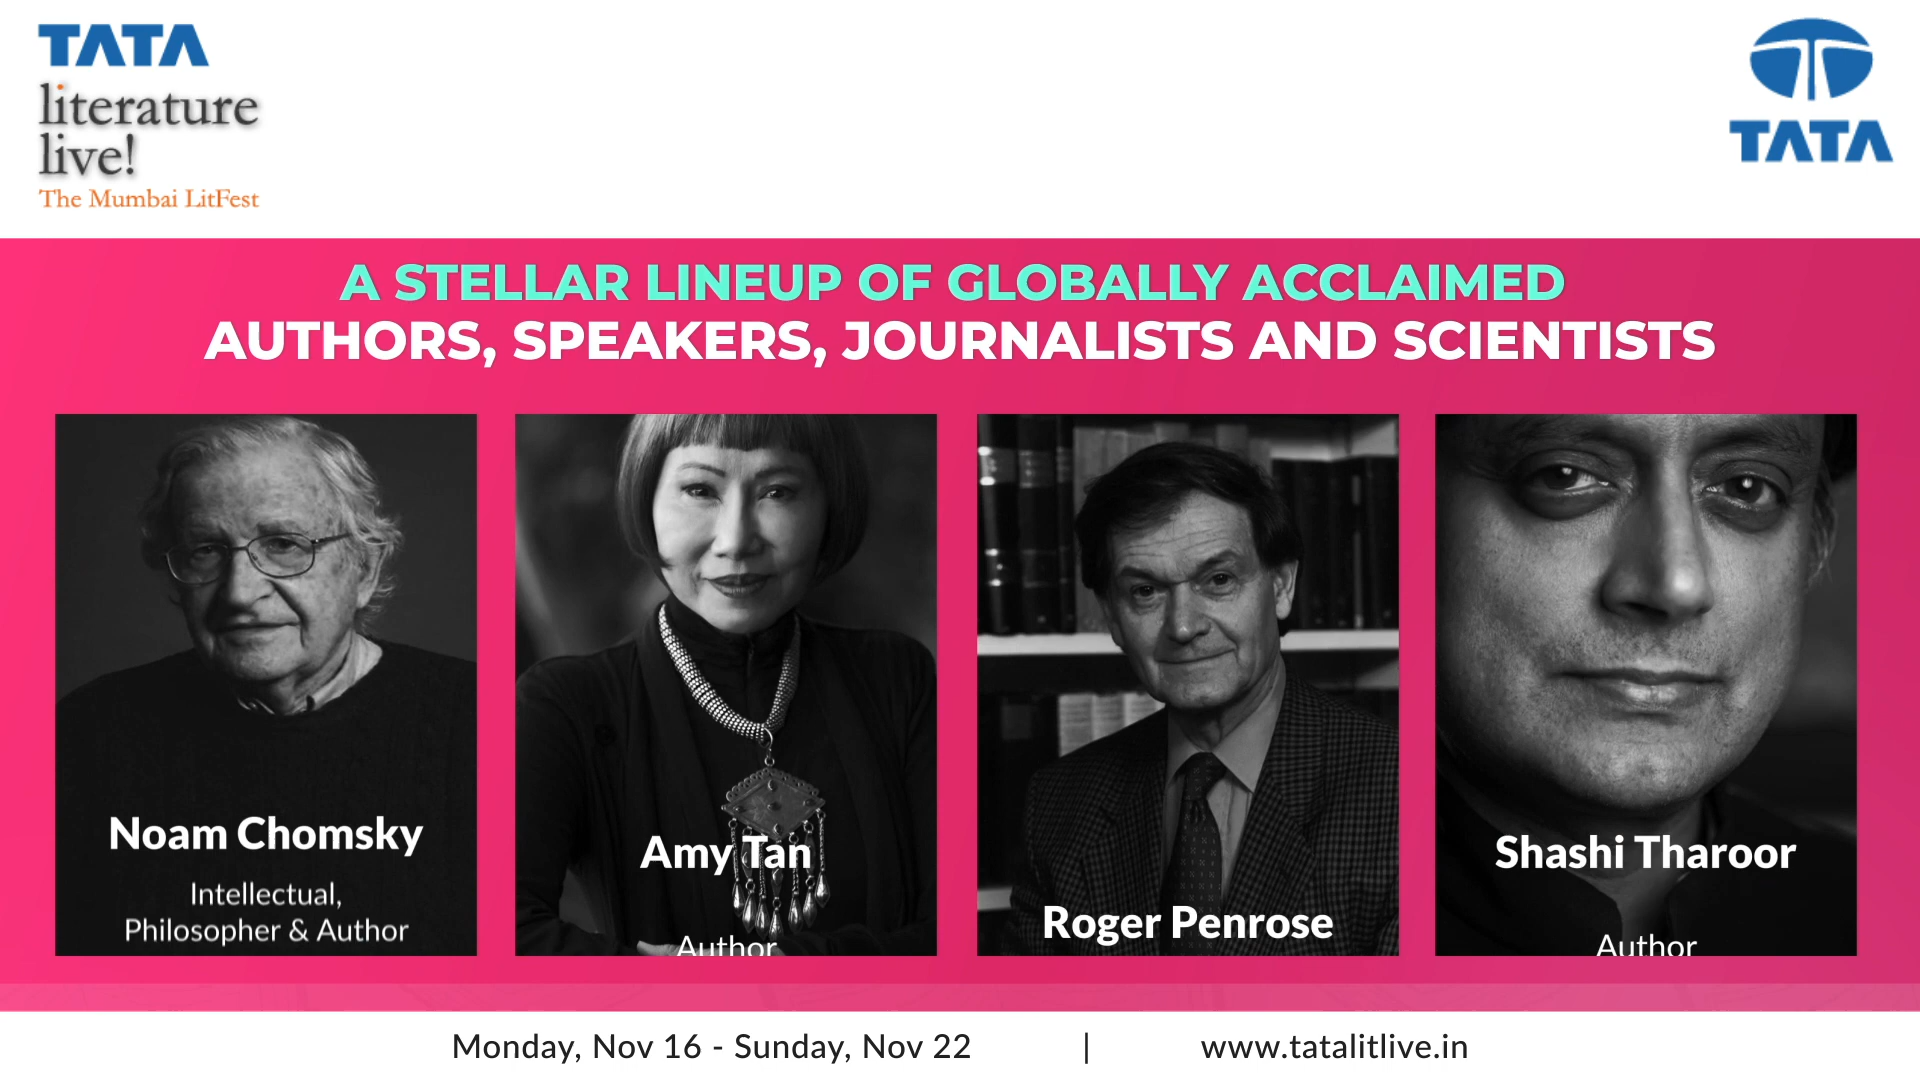 TATA
literature
live!
The Mumbai LitFest
TATA
A STELLAR LINEUP OF GLOBALLY ACCLAIMED
AUTHORS, SPEAKERS, JOURNALISTS AND SCIENTISTS
Noam Chomsky
Intellectual,
Philosopher & Author
Amy Tan
Author
Roger Penrose
Shashi Tharoor
Author
Monday, Nov 16 - Sunday, Nov 22 | www.tatalitlive.in